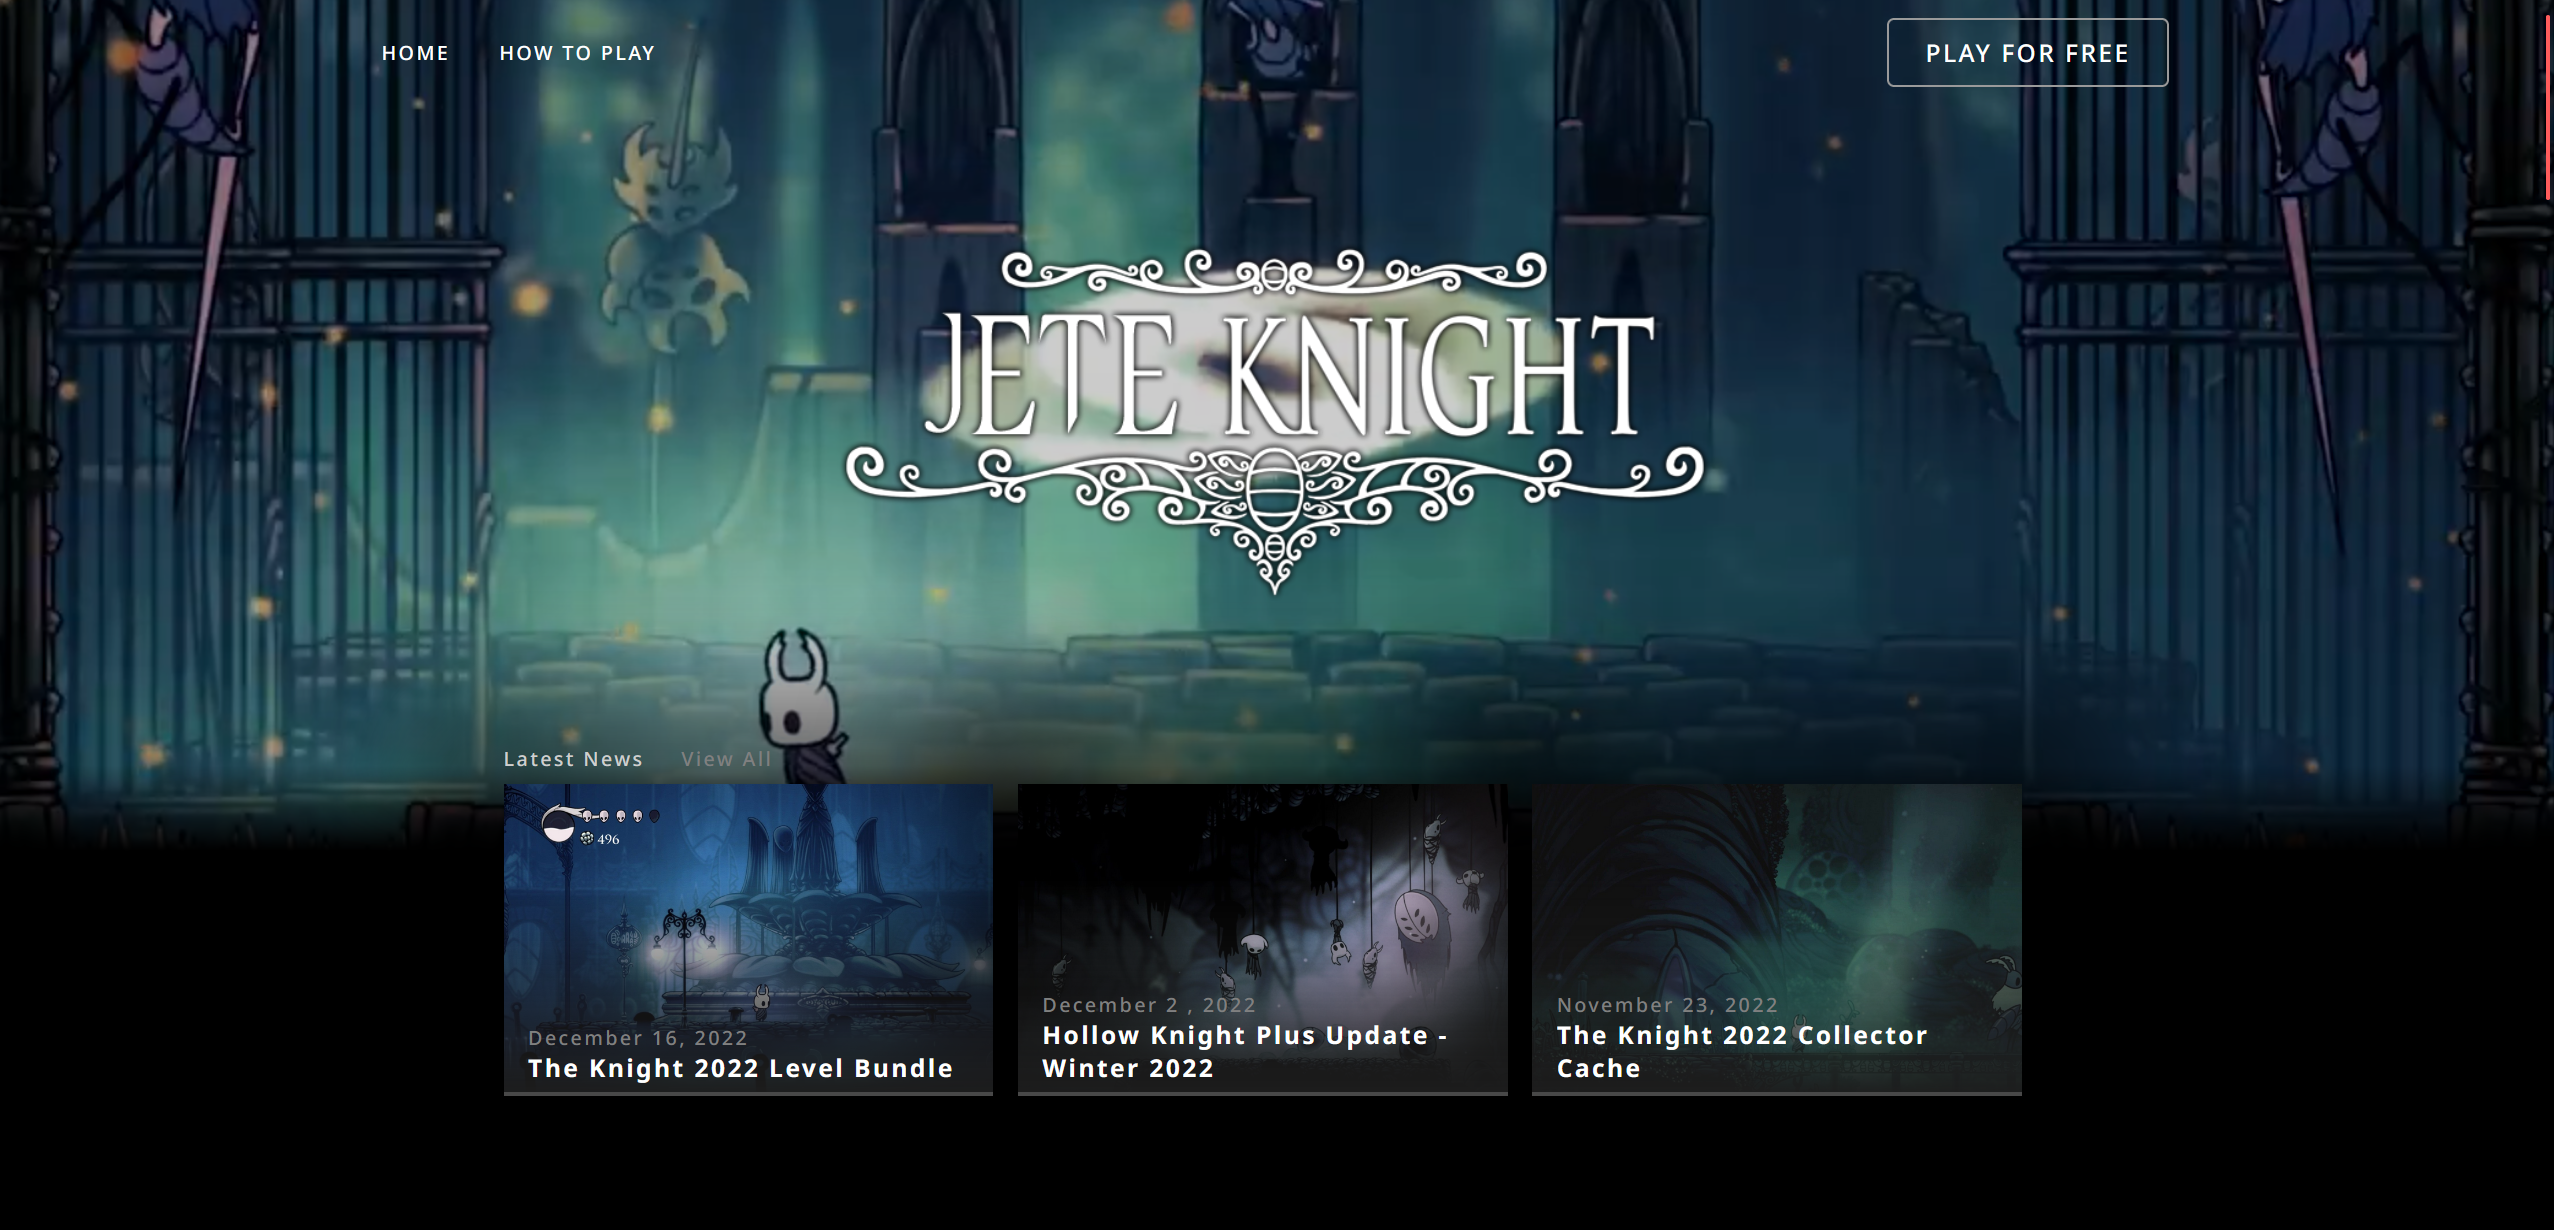 HOME HOW TO PLAY PLAY FOR FREE
JETE KNIGHT
Latest News View All
496
December 16, 2022
The Knight 2022 Level Bundle
December 2 , 2022
Hollow Knight Plus Update -
Winter 2022
November 23, 2022
The Knight 2022 Collector
Cache